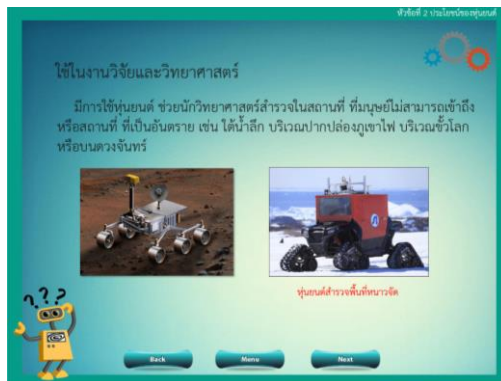 หัวข้อที่ 2 ประโยชน์ของหุ่นยนต์
ใช้ในงานวิจัยและวิทยาศาสตร์
มีการใช้หุ่นยนต์ ช่วยนักวิทยาศาสตร์สำรวจในสถานที่ ที่มนุษย์ไม่สามารถเข้าถึง
หรือสถานที่ ที่เป็นอันตราย เช่น ใต้น้ำลึก บริเวณปากปล่องภูเขาไฟ บริเวณขั้วโลก
หรือบนดวงจันทร์
หุ่นยนต์สำรวจพื้นที่หนาวจัด
???
Back
Menu
Next